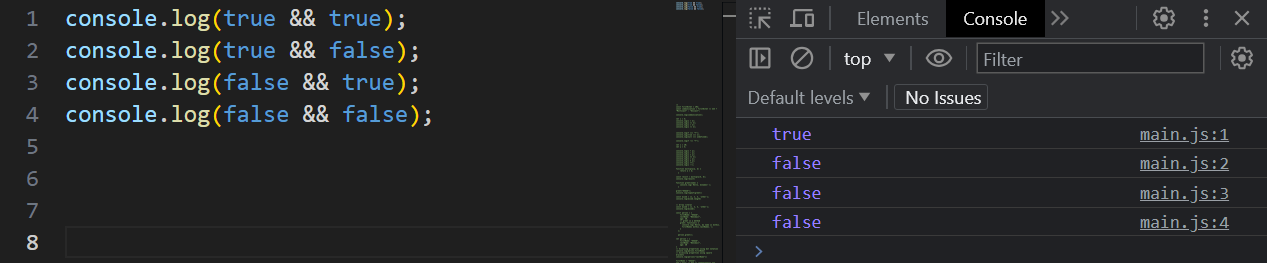 1 console.log(true && true);
2 console.log(true && false);
3 console.log(false && true);
4 console.log(false && false);
5
6
7
8
Elements Console
top Filter
Default levels No Issues
true main.js:1
false main.js:2
false main.js:3
false main.js:4